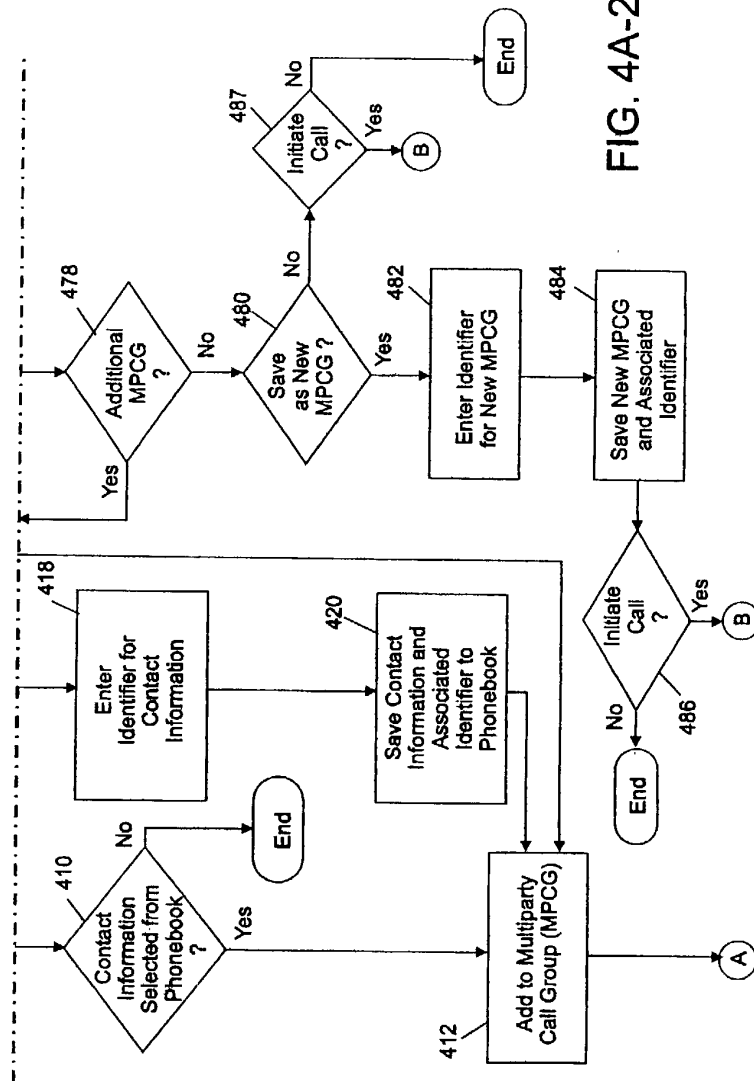 478
Additional
MPCG
?
Yes
No
480
Save
as New
MPCG ?
No
Yes
487
Initiate
Call
?
No
Yes
B
End
482
Enter Identifier
for New MPCG
484
Save New MPCG
and Associated
Identifier
Initiate
Call
?
486
No
End
Yes
B
418
Enter
Identifier for
Contact
Information
420
Save Contact
Information and
Associated
Identifier to
Phonebook
410
Contact
Information
Selected from
Phonebook
?
No
End
Yes
412
Add to Multiparty
Call Group (MPCG)
A
FIG. 4A-2